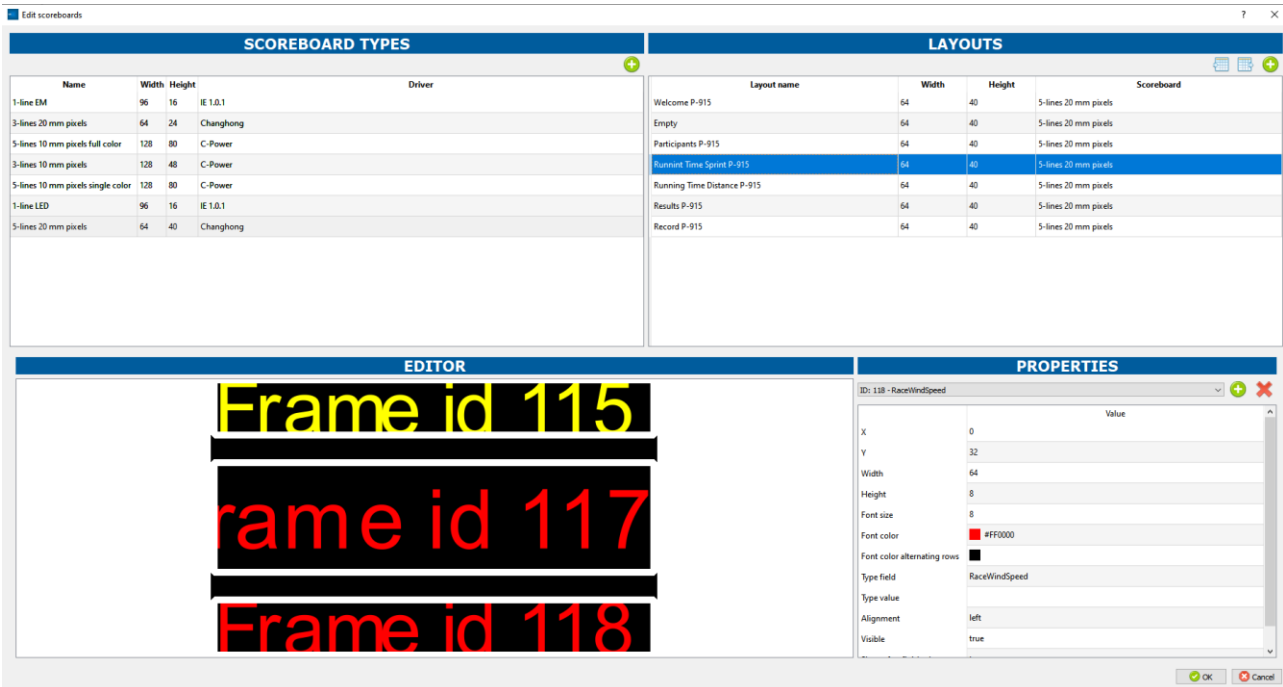 Edit scoreboards ? ×
SCOREBOARD TYPES
Name Width Height Driver
1-line EM 96 16 IE 1.0.1
3-lines 20 mm pixels 64 24 Changhong
5-lines 10 mm pixels full color 128 80 C-Power
3-lines 10 mm pixels 128 48 C-Power
5-lines 10 mm pixels single color 128 80 C-Power
1-line LED 96 16 IE 1.0.1
5-lines 20 mm pixels 64 40 Changhong
LAYOUTS
Layout name Width Height Scoreboard
Welcome P-915 64 40 5-lines 20 mm pixels
Empty 64 40 5-lines 20 mm pixels
Participants P-915 64 40 5-lines 20 mm pixels
Runnint Time Sprint P-915 64 40 5-lines 20 mm pixels
Running Time Distance P-915 64 40 5-lines 20 mm pixels
Results P-915 64 40 5-lines 20 mm pixels
Record P-915 64 40 5-lines 20 mm pixels
EDITOR
Frame id 115
rame id 117
Frame id 118
PROPERTIES
ID: 118 - RaceWindSpeed
Value
X 0
Y 32
Width 64
Height 8
Font size 8
Font color #FF0000
Font color alternating rows
Type field RaceWindSpeed
Type value
Alignment left
Visible true
OK Cancel